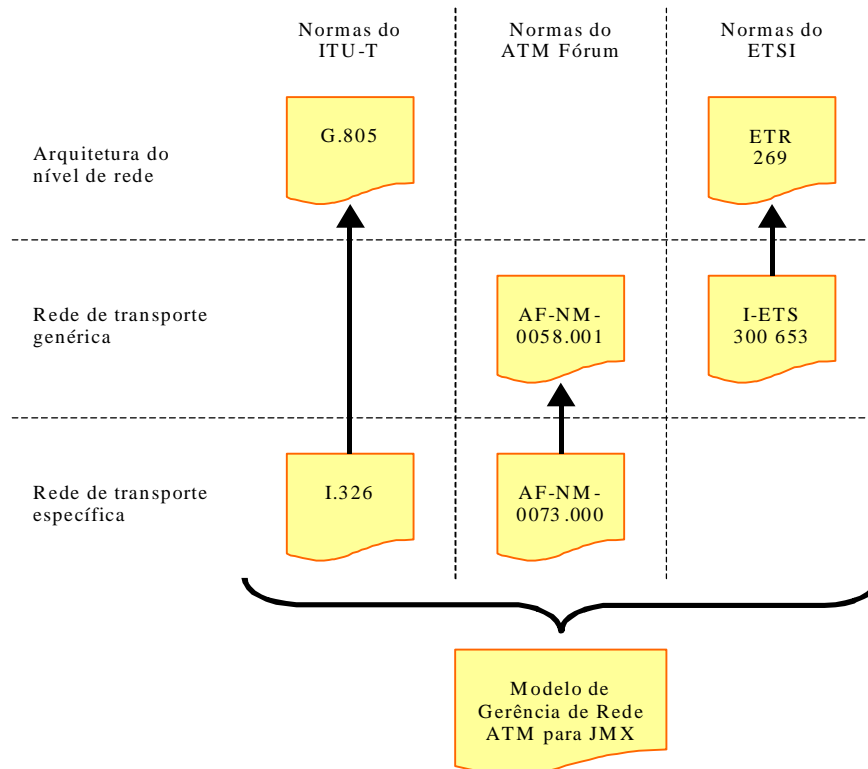 Normas do
ITU-T
Normas do
ATM Fórum
Normas do
ETSI
Arquitetura do
nível de rede
G.805
ETR
269
Rede de transporte
genérica
AF-NM-
0058.001
I-ETS
300 653
Rede de transporte
específica
I.326
AF-NM-
0073.000
Modelo de
Gerência de Rede
ATM para JMX